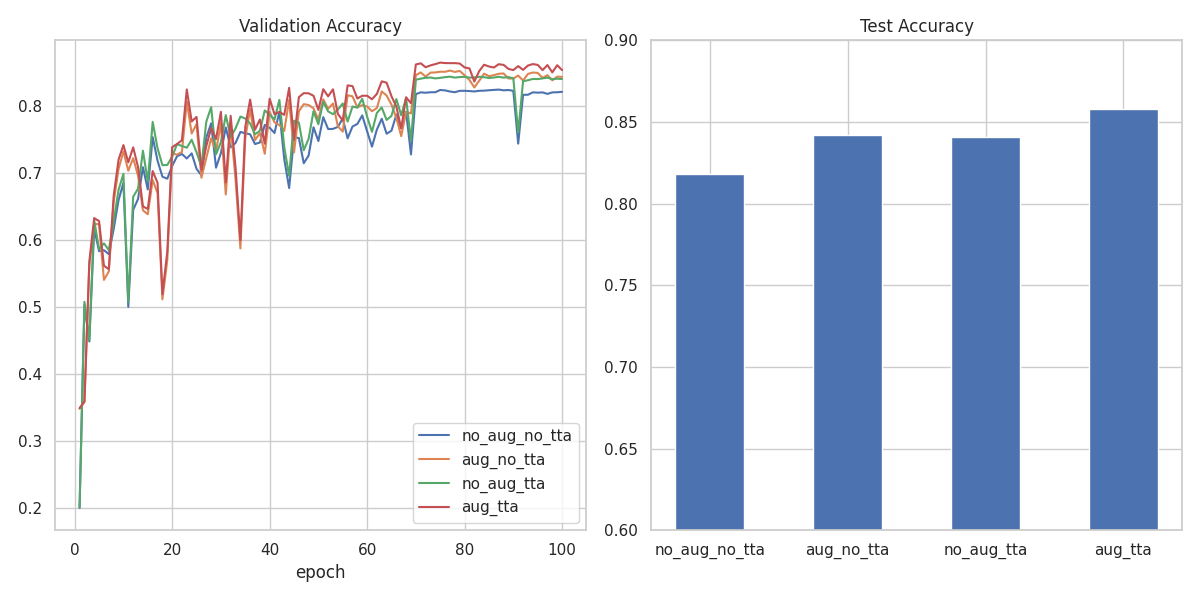 Validation Accuracy
0.8
0.7
0.6
0.5
0.4
0.3
0.2
no_aug_no_tta
aug_no_tta
no_aug_tta
aug_tta
0
20
40
60
80
100
epoch
Test Accuracy
0.90
0.85
0.80
0.75
0.70
0.65
0.60
no_aug_no_tta
aug_no_tta
no_aug_tta
aug_tta